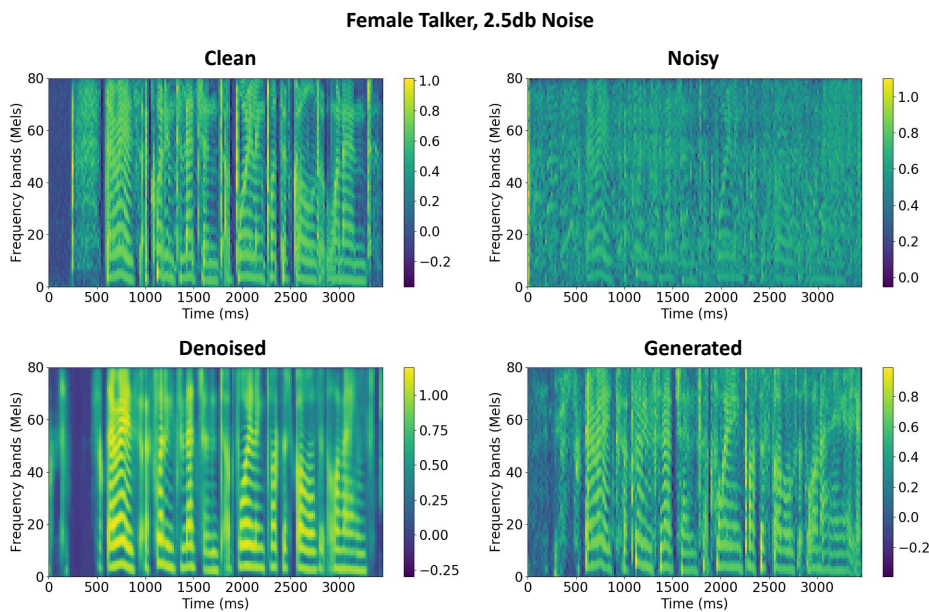 Female Talker, 2.5db Noise
Clean
Noisy
Frequency bands (Mels)
80
60
40
20
0
0 500 1000 1500 2000 2500 3000
Time (ms)
1.0
0.8
0.6
0.4
0.2
0.0
−0.2
Frequency bands (Mels)
80
60
40
20
0
0 500 1000 1500 2000 2500 3000
Time (ms)
1.0
0.8
0.6
0.4
0.2
0.0
Denoised
Generated
Frequency bands (Mels)
80
60
40
20
0
0 500 1000 1500 2000 2500 3000
Time (ms)
1.00
0.75
0.50
0.25
0.00
−0.25
Frequency bands (Mels)
80
60
40
20
0
0 500 1000 1500 2000 2500 3000
Time (ms)
0.8
0.6
0.4
0.2
0.0
−0.2